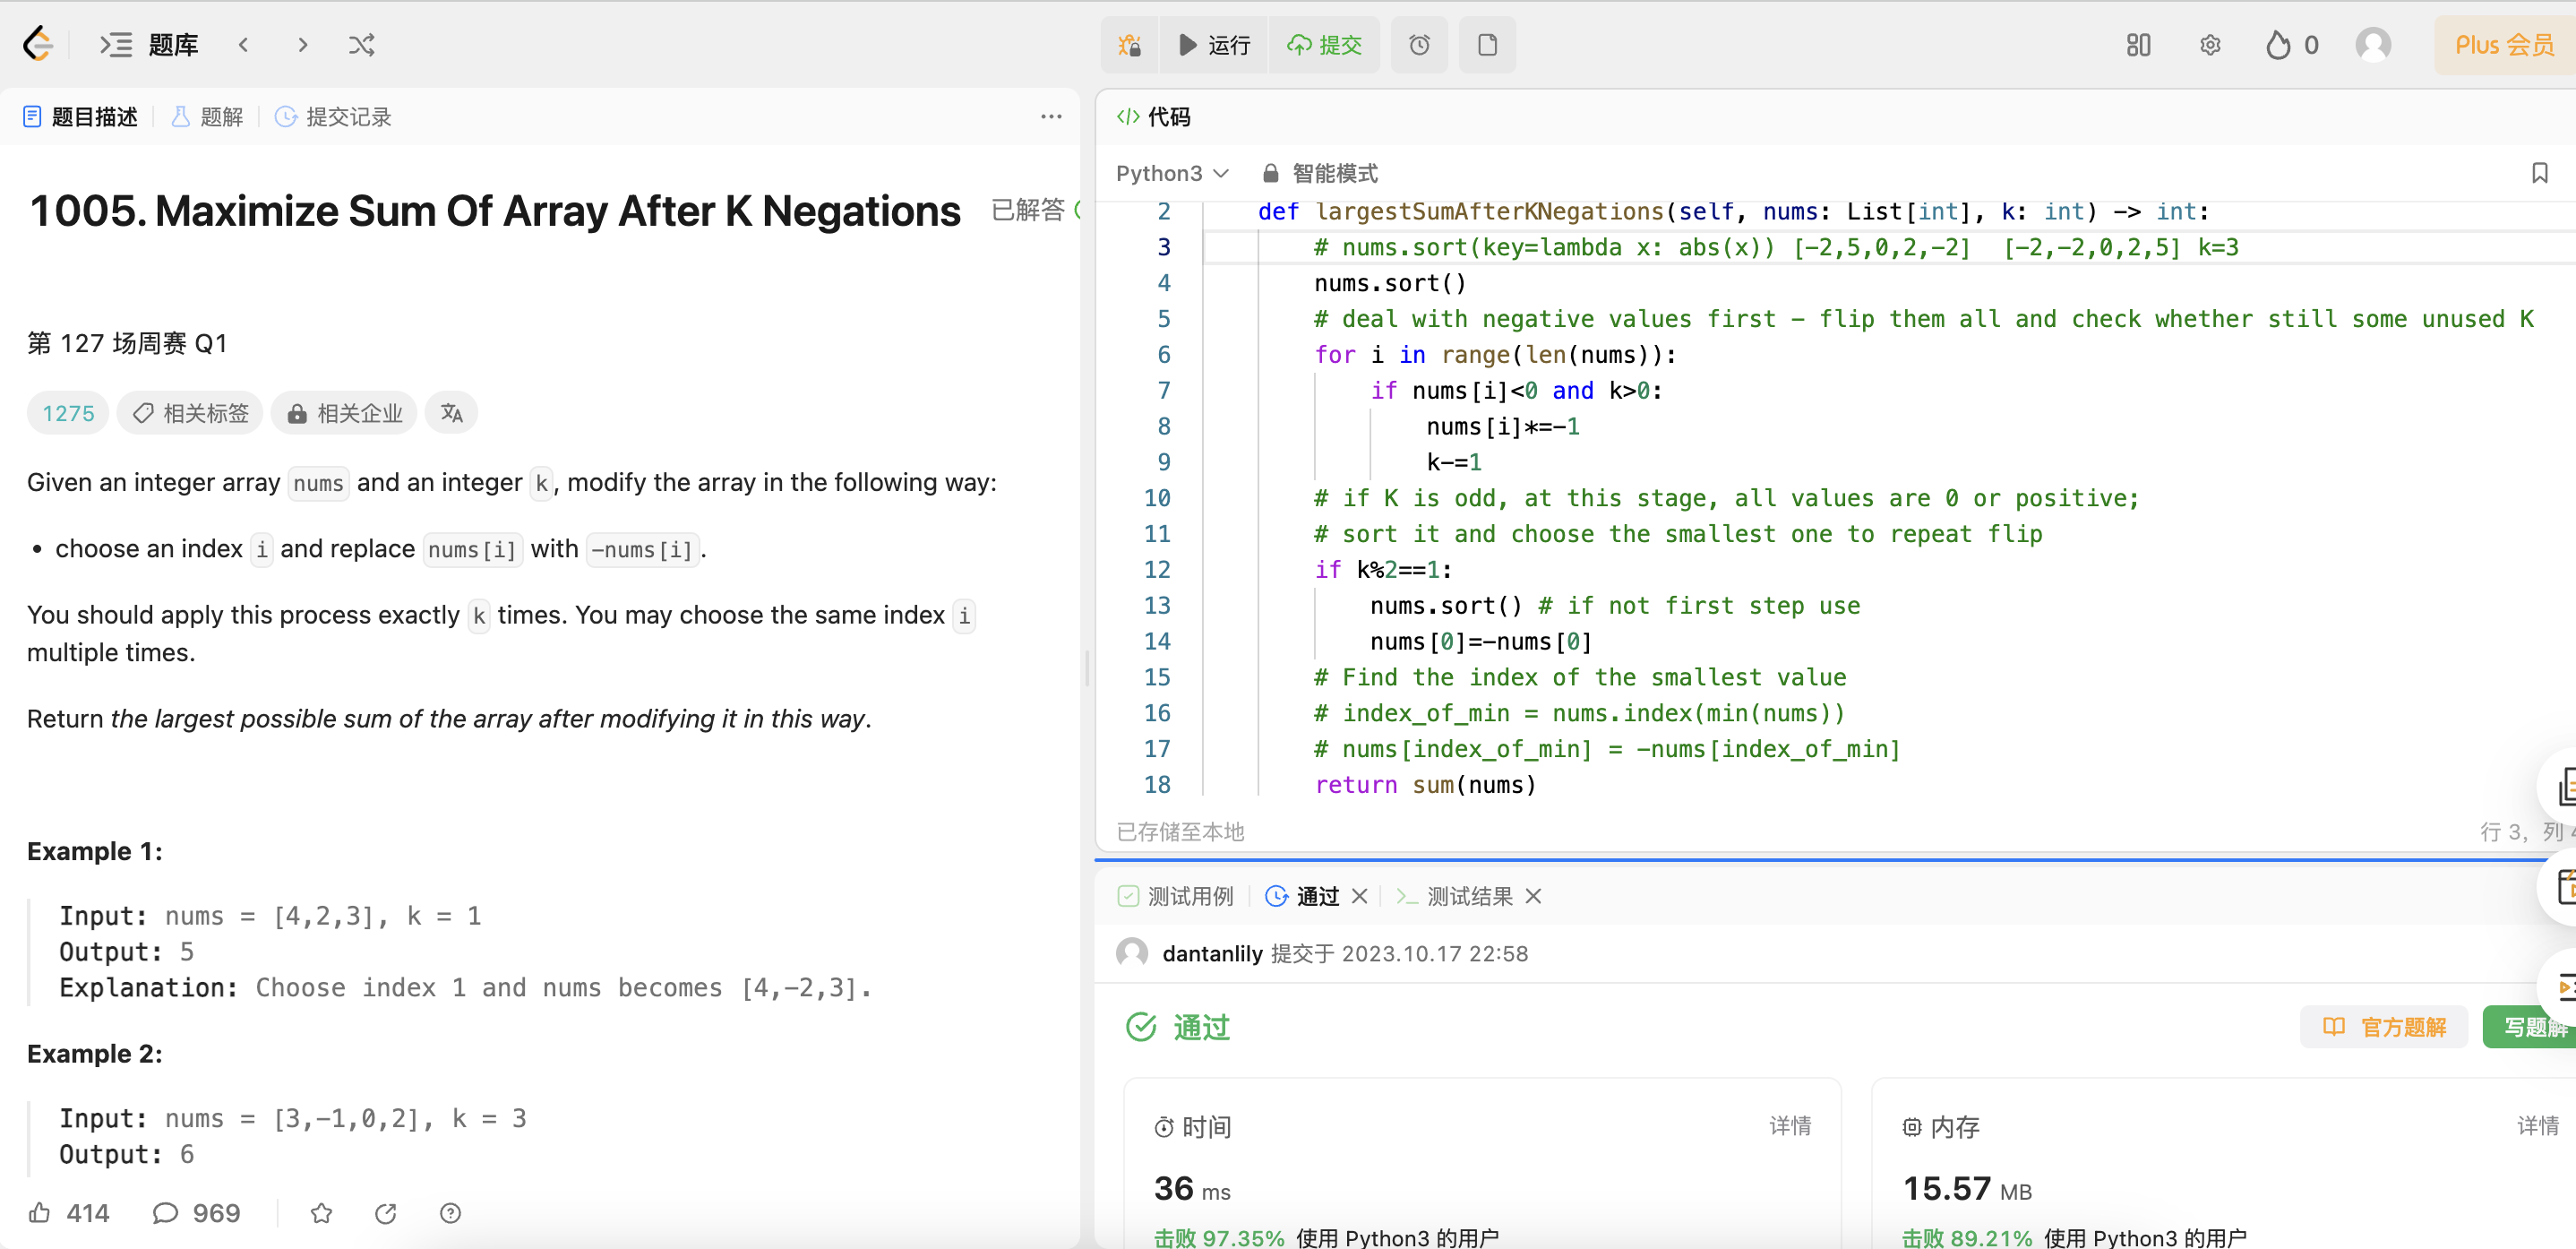 题库
运行
提交
0
Plus 会员
题目描述
题解
提交记录
1005. Maximize Sum Of Array After K Negations
已解答
第 127 场周赛 Q1
1275
相关标签
相关企业
Given an integer array nums and an integer k, modify the array in the following way:
• choose an index i and replace nums[i] with -nums[i].
You should apply this process exactly k times. You may choose the same index i
multiple times.
Return the largest possible sum of the array after modifying it in this way.
Example 1:
Input: nums = [4,2,3], k = 1
Output: 5
Explanation: Choose index 1 and nums becomes [4,-2,3].
Example 2:
Input: nums = [3,-1,0,2], k = 3
Output: 6
414
969
代码
Python3
智能模式
2 def largestSumAfterKNegations(self, nums: List[int], k: int) -> int:
3 # nums.sort(key=lambda x: abs(x)) [-2,5,0,2,-2]  [-2,-2,0,2,5] k=3
4 nums.sort()
5 # deal with negative values first - flip them all and check whether still some unused K
6 for i in range(len(nums)):
7 if nums[i]<0 and k>0:
8 nums[i]*=-1
9 k-=1
10 # if K is odd, at this stage, all values are 0 or positive;
11 # sort it and choose the smallest one to repeat flip
12 if k%2==1:
13 nums.sort() # if not first step use
14 nums[0]=-nums[0]
15 # Find the index of the smallest value
16 # index_of_min = nums.index(min(nums))
17 # nums[index_of_min] = -nums[index_of_min]
18 return sum(nums)
已存储至本地
行 3, 列
测试用例
通过
测试结果
dantanlily 提交于 2023.10.17 22:58
通过
官方题解
写题解
时间
详情
36 ms
击败 97.35% 使用 Python3 的用户
内存
详情
15.57 MB
击败 89.21% 使用 Python3 的用户